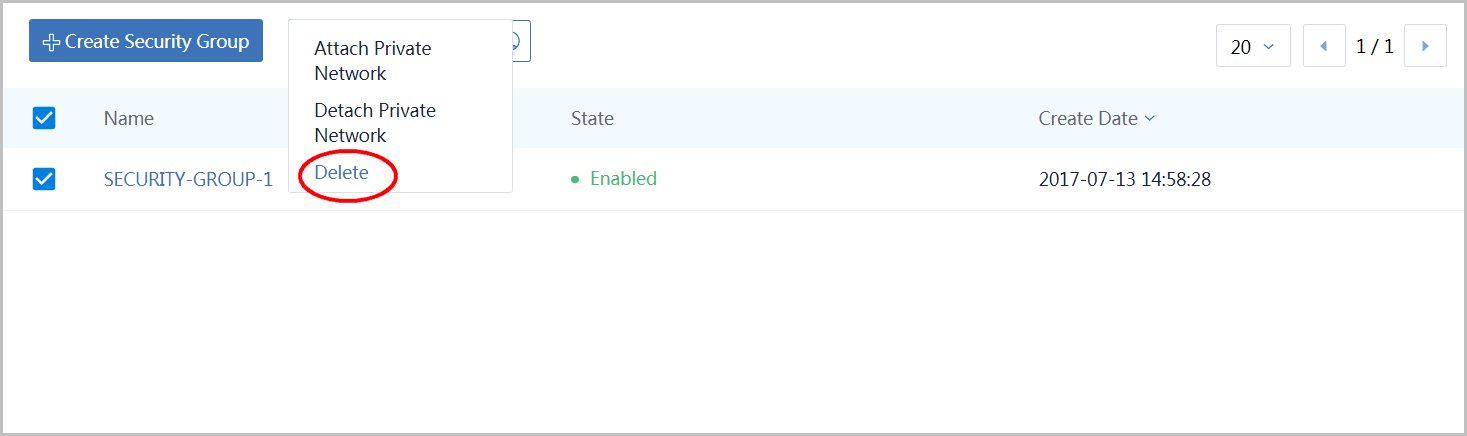 Create Security Group
Attach Private
Network
Detach Private
Network
Delete
20
1 / 1
Name
State
Create Date
SECURITY-GROUP-1
Enabled
2017-07-13 14:58:28